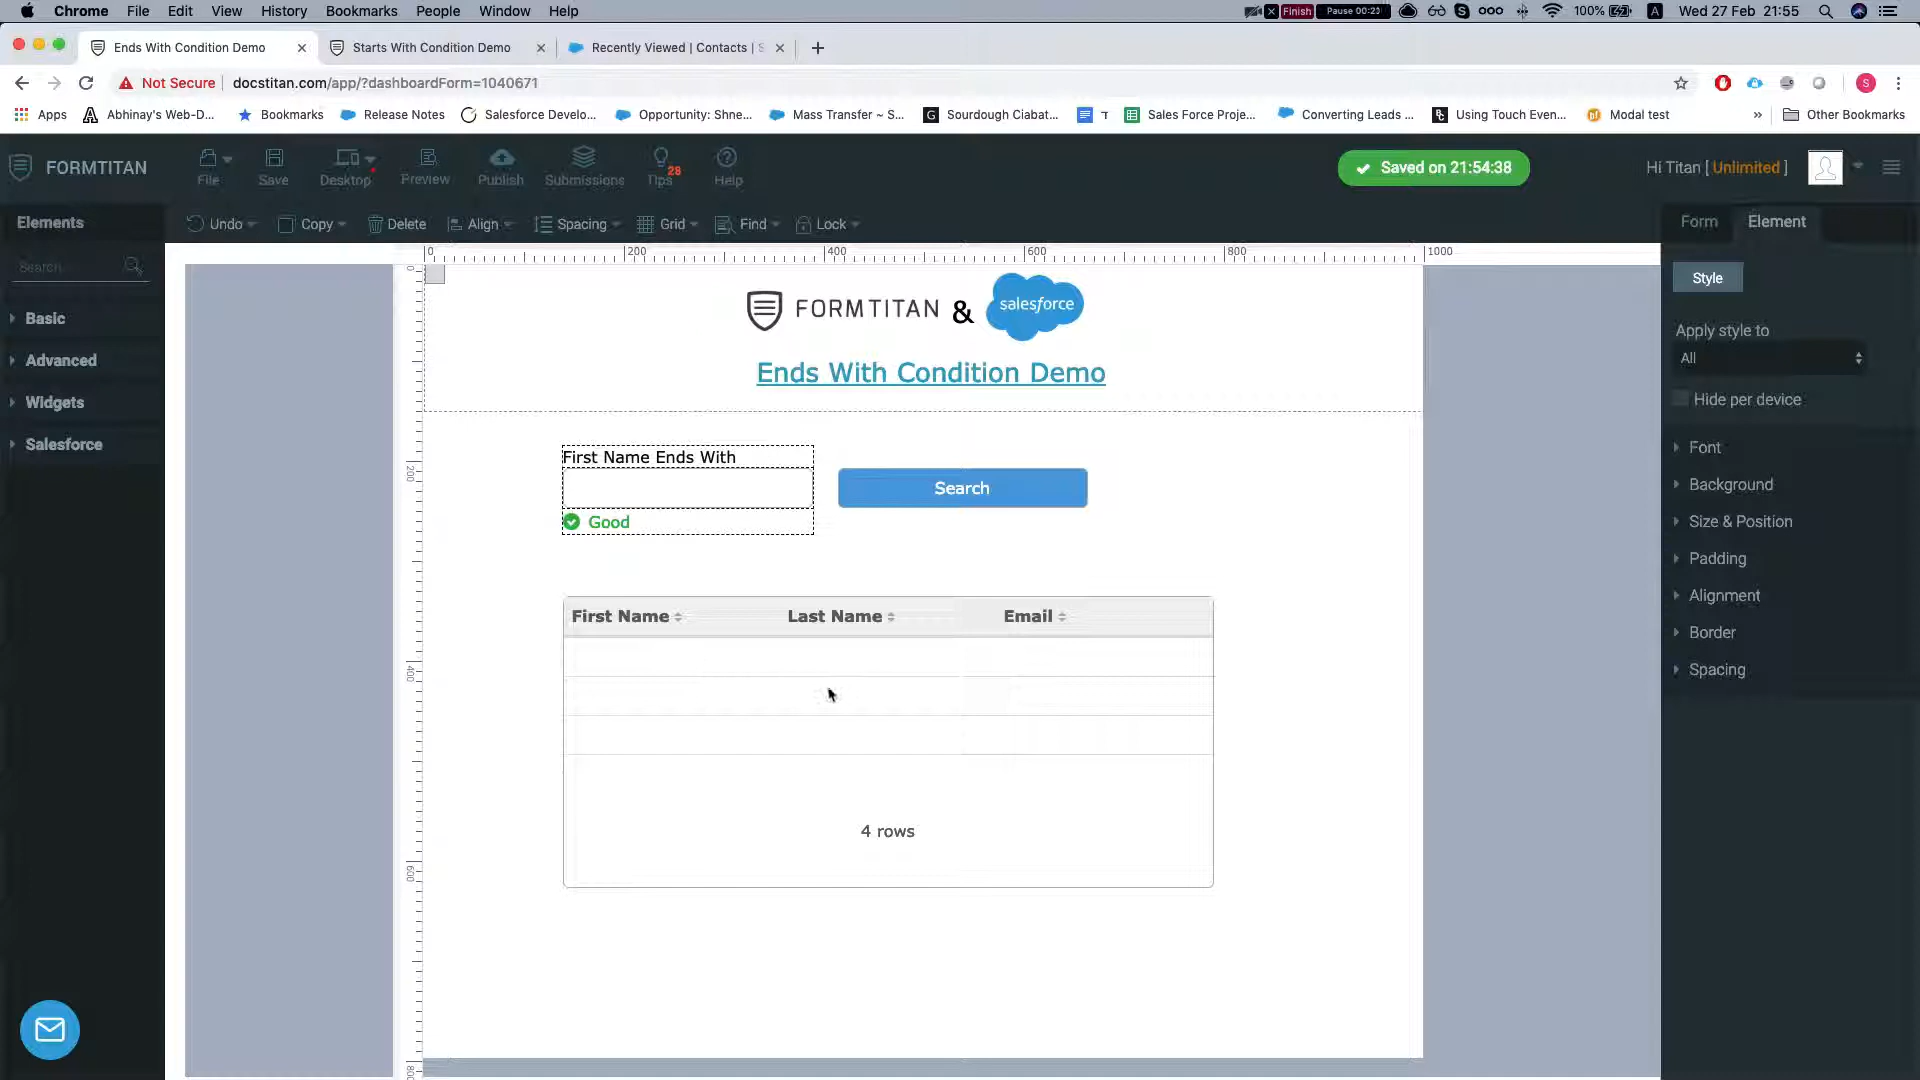 Chrome File Edit View History Bookmarks People Window Help Finish Pause 00:23 100% A Wed 27 Feb 21:55
Ends With Condition Demo
Starts With Condition Demo
Recently Viewed | Contacts |
Not Secure docstitan.com/app/?dashboardForm=1040671 S
Apps Abhinay's Web-D... Bookmarks Release Notes Salesforce Develo... Opportunity: Shne... Mass Transfer ~ S... G Sourdough Ciabat... T Sales Force Proje... Converting Leads ... Using Touch Even... Modal test » Other Bookmarks
FORMTITAN File Save Desktop Preview Publish Submissions Tips 28 Help Saved on 21:54:38 Hi Titan [ Unlimited ]
Elements Undo Copy Delete Align Spacing Grid Find Lock Form Element
Search
Basic
Advanced
Widgets
Salesforce
0 200 400 600 800 1000
0
200
400
600
FORMTITAN & salesforce
Ends With Condition Demo
First Name Ends With
Search
Good
First Name Last Name Email
4 rows
Style
Apply style to
All
Hide per device
Font
Background
Size & Position
Padding
Alignment
Border
Spacing